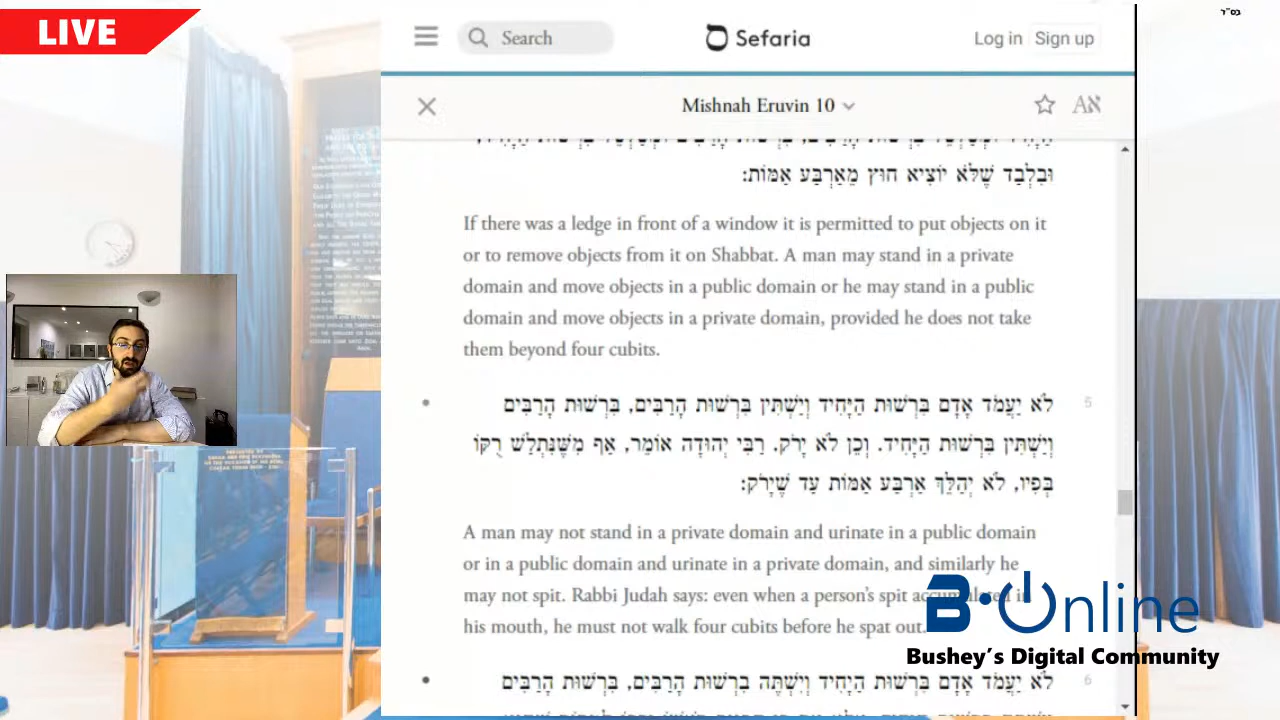 LIVE
בס"ד
Search
Sefaria
Log in
Sign up
Mishnah Eruvin 10
וּבִלְבַד שֶׁלֹּא יוֹצִיא חוּץ מֵאַרְבַּע אַמּוֹת:
If there was a ledge in front of a window it is permitted to put objects on it
or to remove objects from it on Shabbat. A man may stand in a private
domain and move objects in a public domain or he may stand in a public
domain and move objects in a private domain, provided he does not take
them beyond four cubits.
5
לֹא יַעֲמֹד אָדָם בִּרְשׁוּת הַיָּחִיד וְיַשְׁתִּין בִּרְשׁוּת הָרַבִּים, בִּרְשׁוּת הָרַבִּים
וְיַשְׁתִּין בִּרְשׁוּת הַיָּחִיד. וְכֵן לֹא יָרֹק. רַבִּי יְהוּדָה אוֹמֵר, אַף מִשֶּׁנִּתְלַשׁ רֻקּוֹ
בְּפִיו, לֹא יְהַלֵּךְ אַרְבַּע אַמּוֹת עַד שֶׁיָּרֹק:
A man may not stand in a private domain and urinate in a public domain
or in a public domain and urinate in a private domain, and similarly he
may not spit. Rabbi Judah says: even when a person's spit accumulated in
his mouth, he must not walk four cubits before he spat out.
6
לֹא יַעֲמֹד אָדָם בִּרְשׁוּת הַיָּחִיד וְיִשְׁתֶּה בִּרְשׁוּת הָרַבִּים, בִּרְשׁוּת הָרַבִּים
B·Online
Bushey's Digital Community